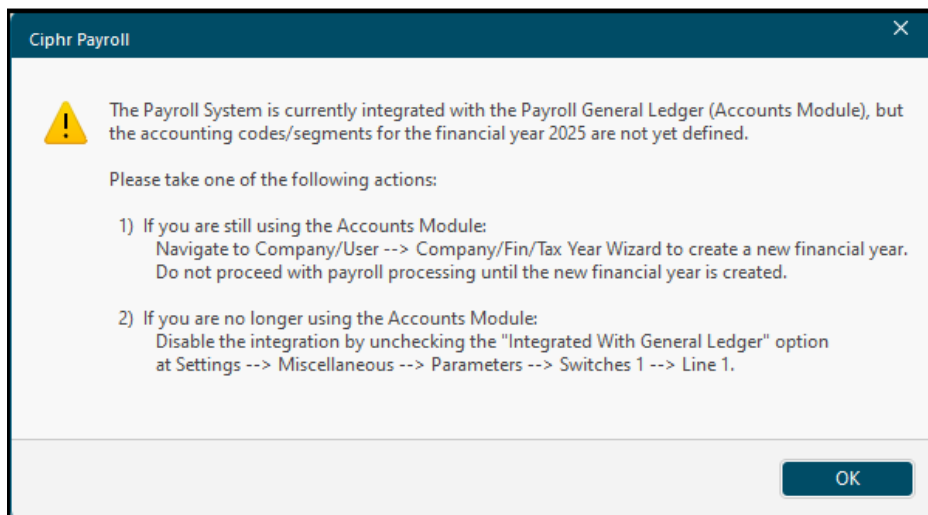 Ciphr Payroll
The Payroll System is currently integrated with the Payroll General Ledger (Accounts Module), but
the accounting codes/segments for the financial year 2025 are not yet defined.
Please take one of the following actions:
1) If you are still using the Accounts Module:
Navigate to Company/User --> Company/Fin/Tax Year Wizard to create a new financial year.
Do not proceed with payroll processing until the new financial year is created.
2) If you are no longer using the Accounts Module:
Disable the integration by unchecking the "Integrated With General Ledger" option
at Settings --> Miscellaneous --> Parameters --> Switches 1 --> Line 1.
OK